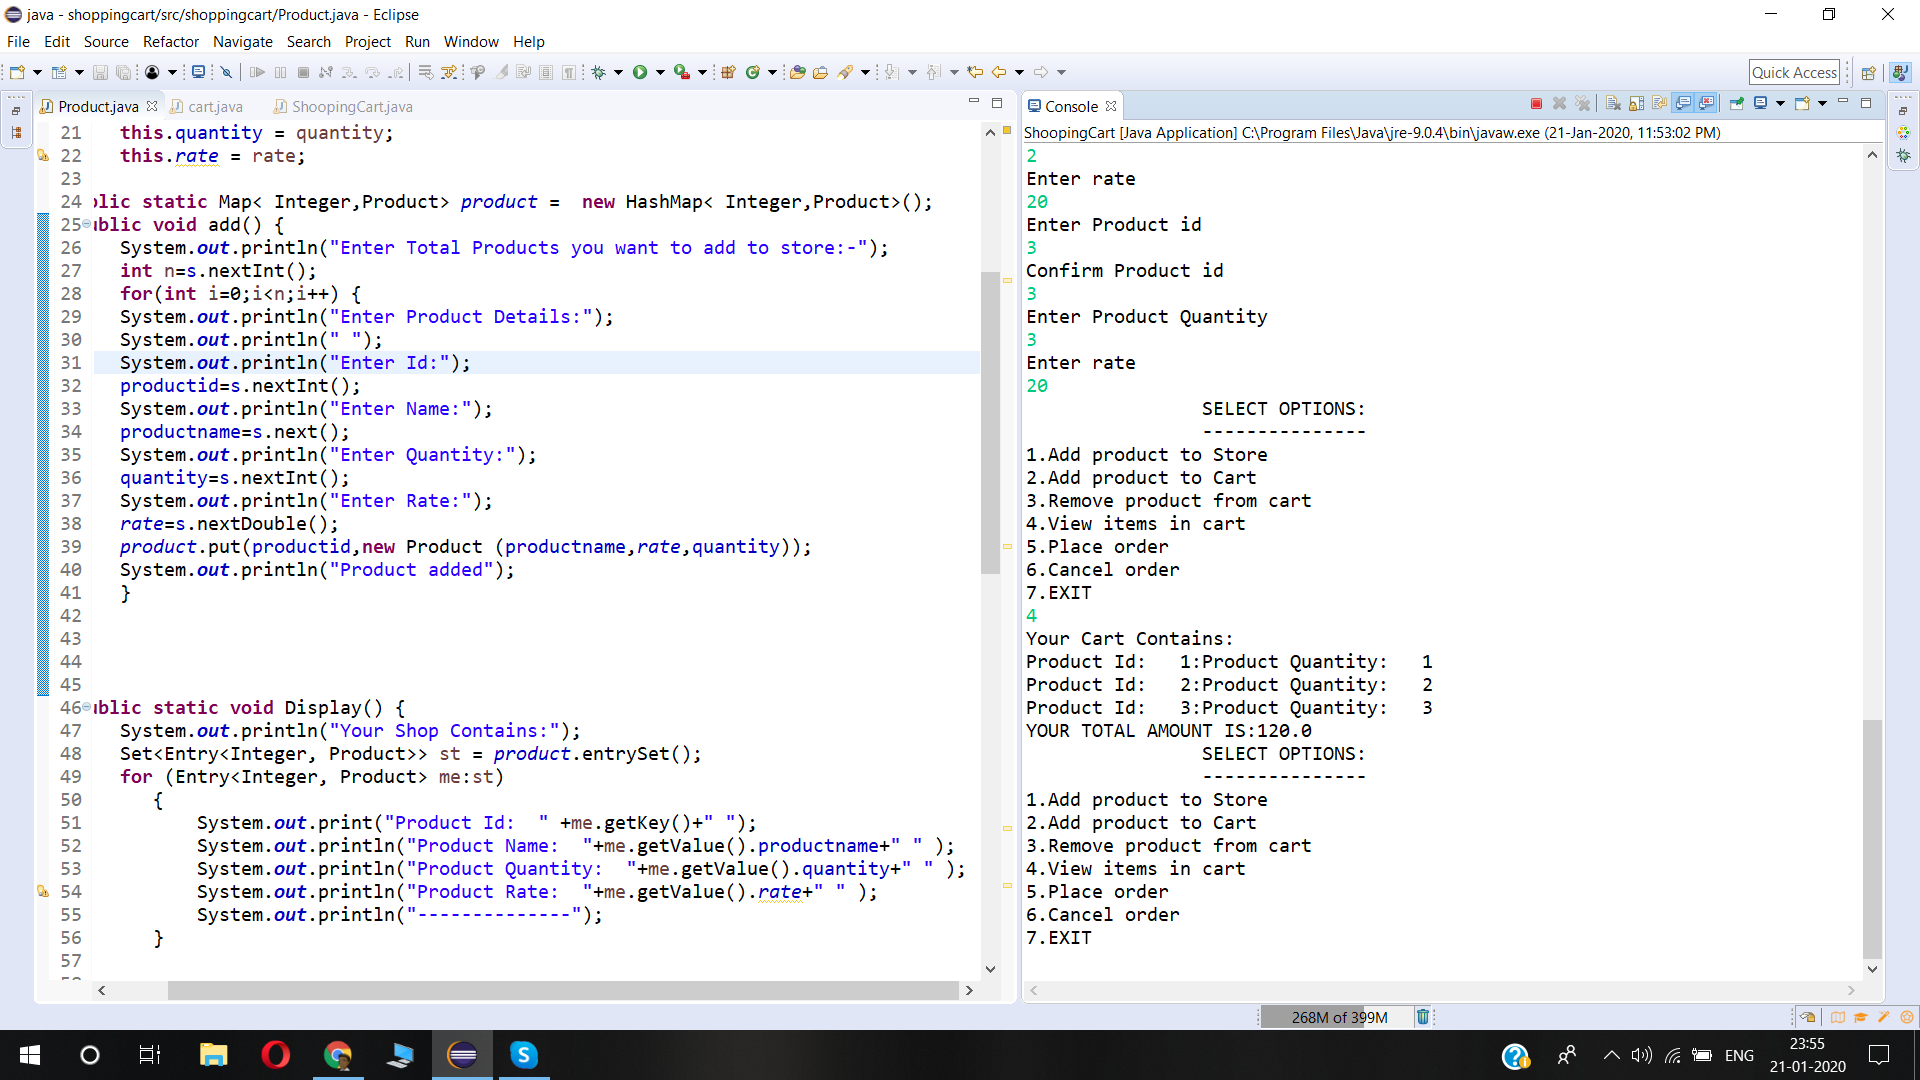 java - shoppingcart/src/shoppingcart/Product.java - Eclipse
File Edit Source Refactor Navigate Search Project Run Window Help
Quick Access
Product.java cart.java ShoopingCart.java
21 this.quantity = quantity;
22 this.rate = rate;
23
24 blic static Map< Integer,Product> product = new HashMap< Integer,Product>();
25 ublic void add() {
26 System.out.println("Enter Total Products you want to add to store:-");
27 int n=s.nextInt();
28 for(int i=0;i<n;i++) {
29 System.out.println("Enter Product Details:");
30 System.out.println(" ");
31 System.out.println("Enter Id:");
32 productid=s.nextInt();
33 System.out.println("Enter Name:");
34 productname=s.next();
35 System.out.println("Enter Quantity:");
36 quantity=s.nextInt();
37 System.out.println("Enter Rate:");
38 rate=s.nextDouble();
39 product.put(productid,new Product (productname,rate,quantity));
40 System.out.println("Product added");
41 }
42
43
44
45
46 ublic static void Display() {
47 System.out.println("Your Shop Contains:");
48 Set<Entry<Integer, Product>> st = product.entrySet();
49 for (Entry<Integer, Product> me:st)
50 {
51 System.out.print("Product Id:  " +me.getKey()+" ");
52 System.out.println("Product Name:  "+me.getValue().productname+" " );
53 System.out.println("Product Quantity:  "+me.getValue().quantity+" " );
54 System.out.println("Product Rate:  "+me.getValue().rate+" " );
55 System.out.println("--------------");
56 }
57
Console
ShoopingCart [Java Application] C:\Program Files\Java\jre-9.0.4\bin\javaw.exe (21-Jan-2020, 11:53:02 PM)
2
Enter rate
20
Enter Product id
3
Confirm Product id
3
Enter Product Quantity
3
Enter rate
20
SELECT OPTIONS:
---------------
1.Add product to Store
2.Add product to Cart
3.Remove product from cart
4.View items in cart
5.Place order
6.Cancel order
7.EXIT
4
Your Cart Contains:
Product Id:   1:Product Quantity:   1
Product Id:   2:Product Quantity:   2
Product Id:   3:Product Quantity:   3
YOUR TOTAL AMOUNT IS:120.0
SELECT OPTIONS:
---------------
1.Add product to Store
2.Add product to Cart
3.Remove product from cart
4.View items in cart
5.Place order
6.Cancel order
7.EXIT
268M of 399M
ENG
23:55
21-01-2020